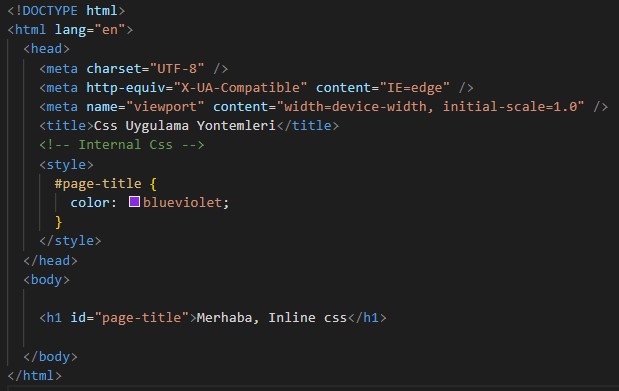 <!DOCTYPE html>
<html lang="en">
  <head>
    <meta charset="UTF-8" />
    <meta http-equiv="X-UA-Compatible" content="IE=edge" />
    <meta name="viewport" content="width=device-width, initial-scale=1.0" />
    <title>Css Uygulama Yontemleri</title>
    <!-- Internal Css -->
    <style>
      #page-title {
        color: blueviolet;
      }
    </style>
  </head>
  <body>
    <h1 id="page-title">Merhaba, Inline css</h1>
  </body>
</html>